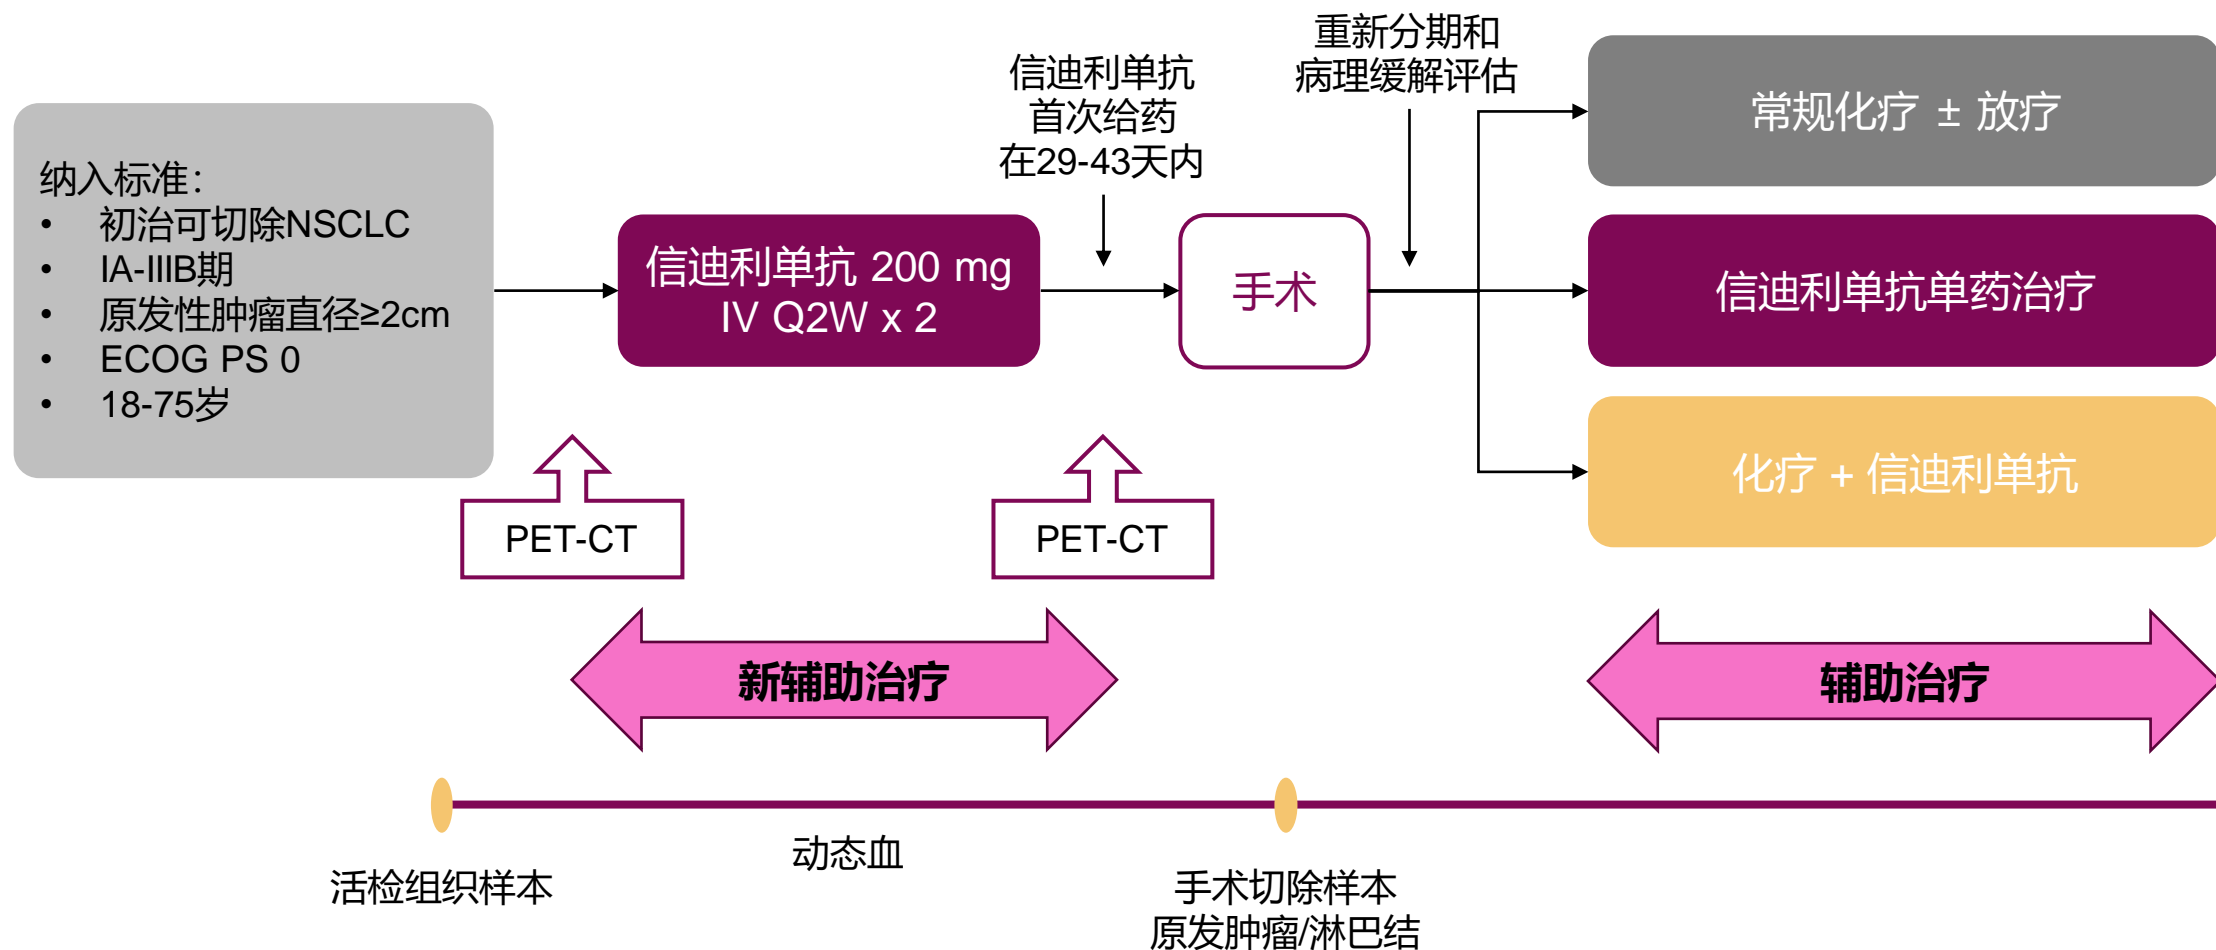 纳入标准：
• 初治可切除NSCLC
• IA-IIIB期
• 原发性肿瘤直径≥2cm
• ECOG PS 0
• 18-75岁
信迪利单抗 200 mg
IV Q2W x 2
信迪利单抗
首次给药
在29-43天内
手术
重新分期和
病理缓解评估
常规化疗 ± 放疗
信迪利单抗单药治疗
化疗 + 信迪利单抗
PET-CT
PET-CT
新辅助治疗
辅助治疗
活检组织样本
动态血
手术切除样本
原发肿瘤/淋巴结